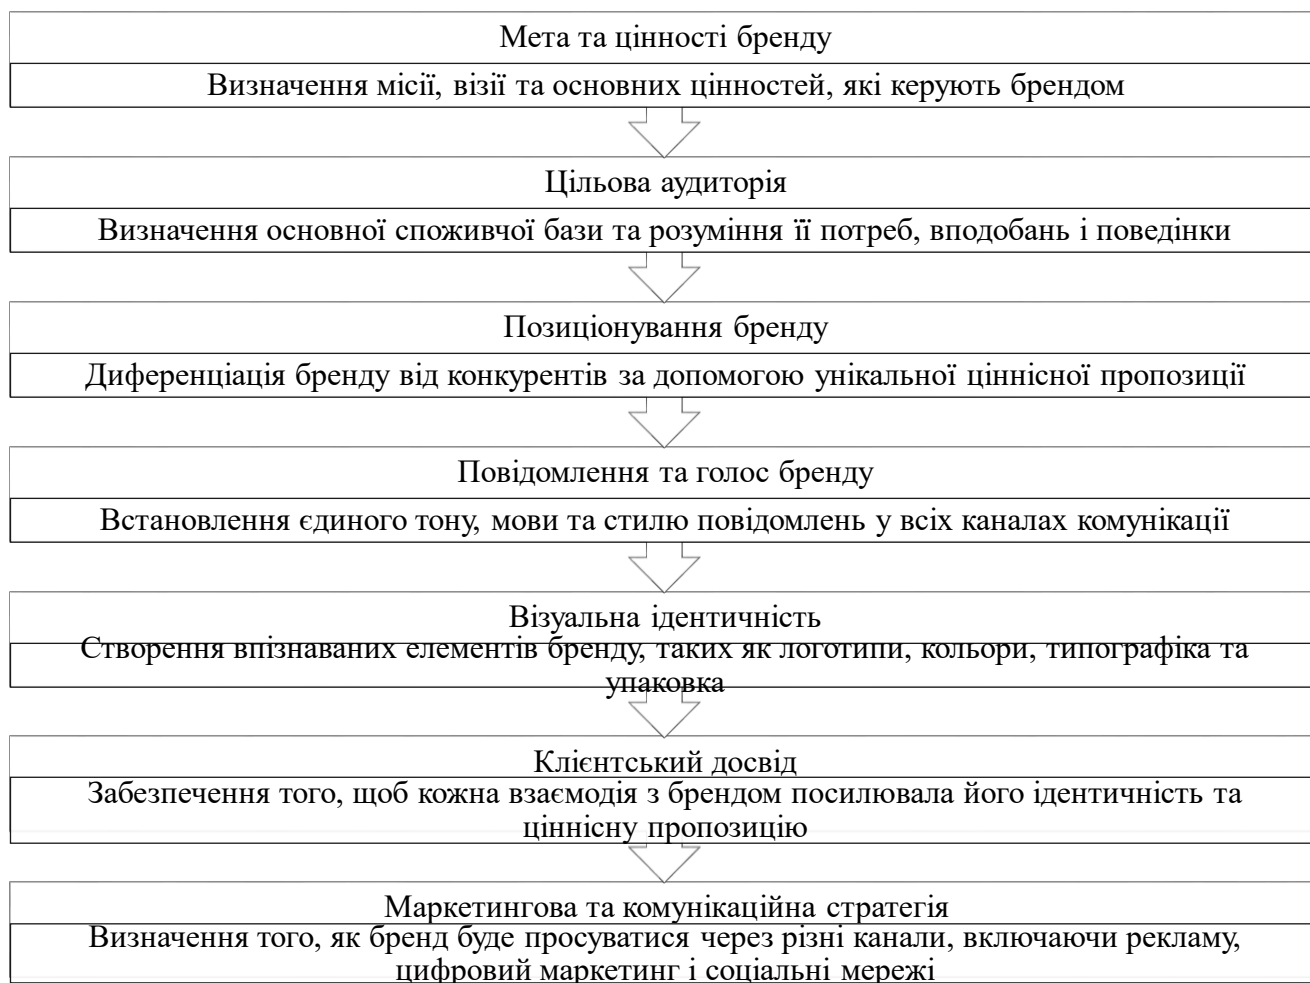 Мета та цінності бренду
Визначення місії, візії та основних цінностей, які керують брендом
Цільова аудиторія
Визначення основної споживчої бази та розуміння її потреб, вподобань і поведінки
Позиціонування бренду
Диференціація бренду від конкурентів за допомогою унікальної ціннісної пропозиції
Повідомлення та голос бренду
Встановлення єдиного тону, мови та стилю повідомлень у всіх каналах комунікації
Візуальна ідентичність
Створення впізнаваних елементів бренду, таких як логотипи, кольори, типографіка та
упаковка
Клієнтський досвід
Забезпечення того, щоб кожна взаємодія з брендом посилювала його ідентичність та
ціннісну пропозицію
Маркетингова та комунікаційна стратегія
Визначення того, як бренд буде просуватися через різні канали, включаючи рекламу,
цифровий маркетинг і соціальні мережі